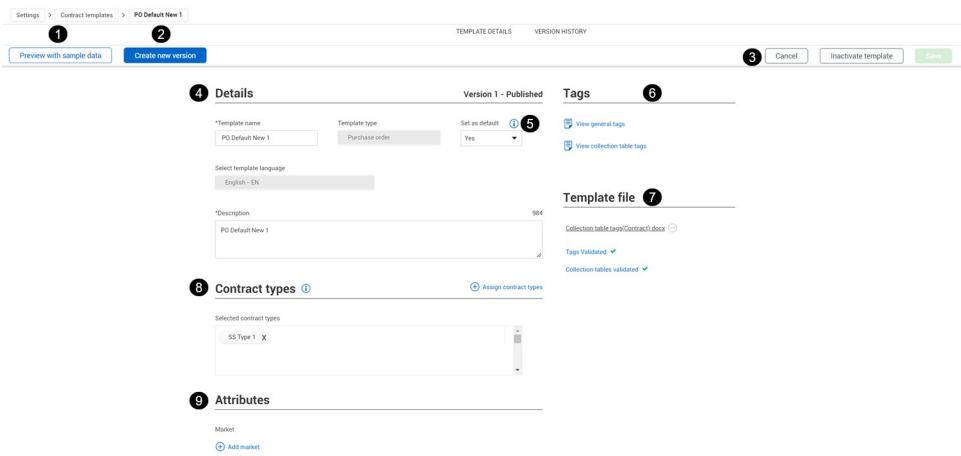 Settings > Contract templates > PO Default New 1
1 2
TEMPLATE DETAILS VERSION HISTORY
Preview with sample data Create new version 3 Cancel Inactivate template Save
4 Details Version 1 - Published
*Template name Template type Set as default 5
PO Default New 1 Purchase order Yes
Select template language
English - EN
*Description 984
PO Default New 1
8 Contract types Assign contract types
Selected contract types
SS Type 1 X
9 Attributes
Market
Add market
Tags 6
View general tags
View collection table tags
Template file 7
Collection table tags(Contract).docx
Tags Validated
Collection tables validated